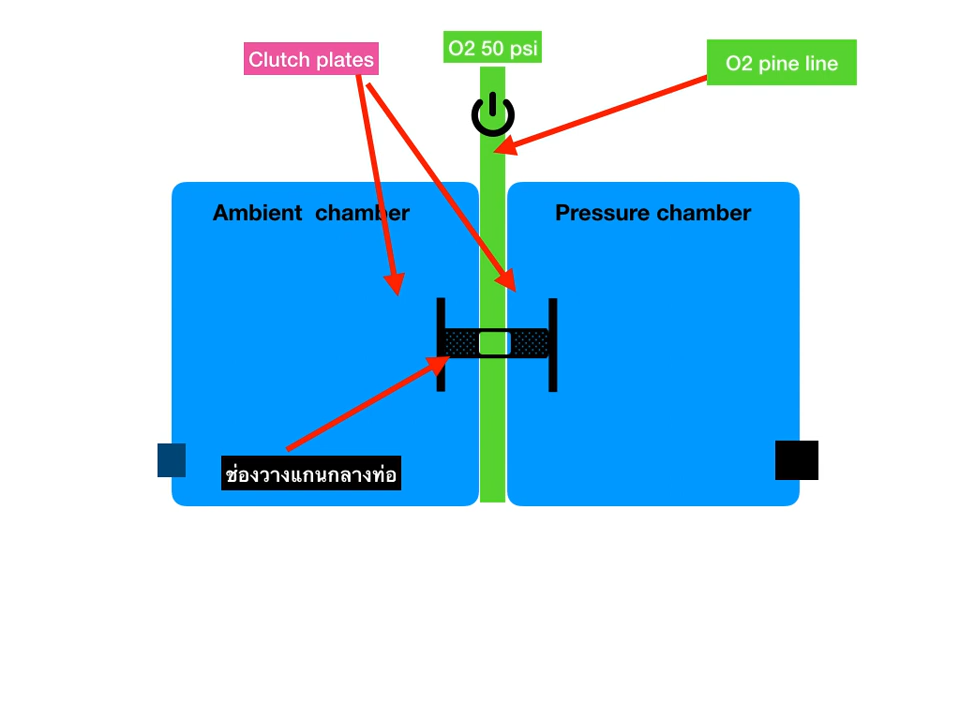 O2 50 psi
Clutch plates
O2 pine line
Ambient  chamber
Pressure chamber
ช่องวางแกนกลางท่อ